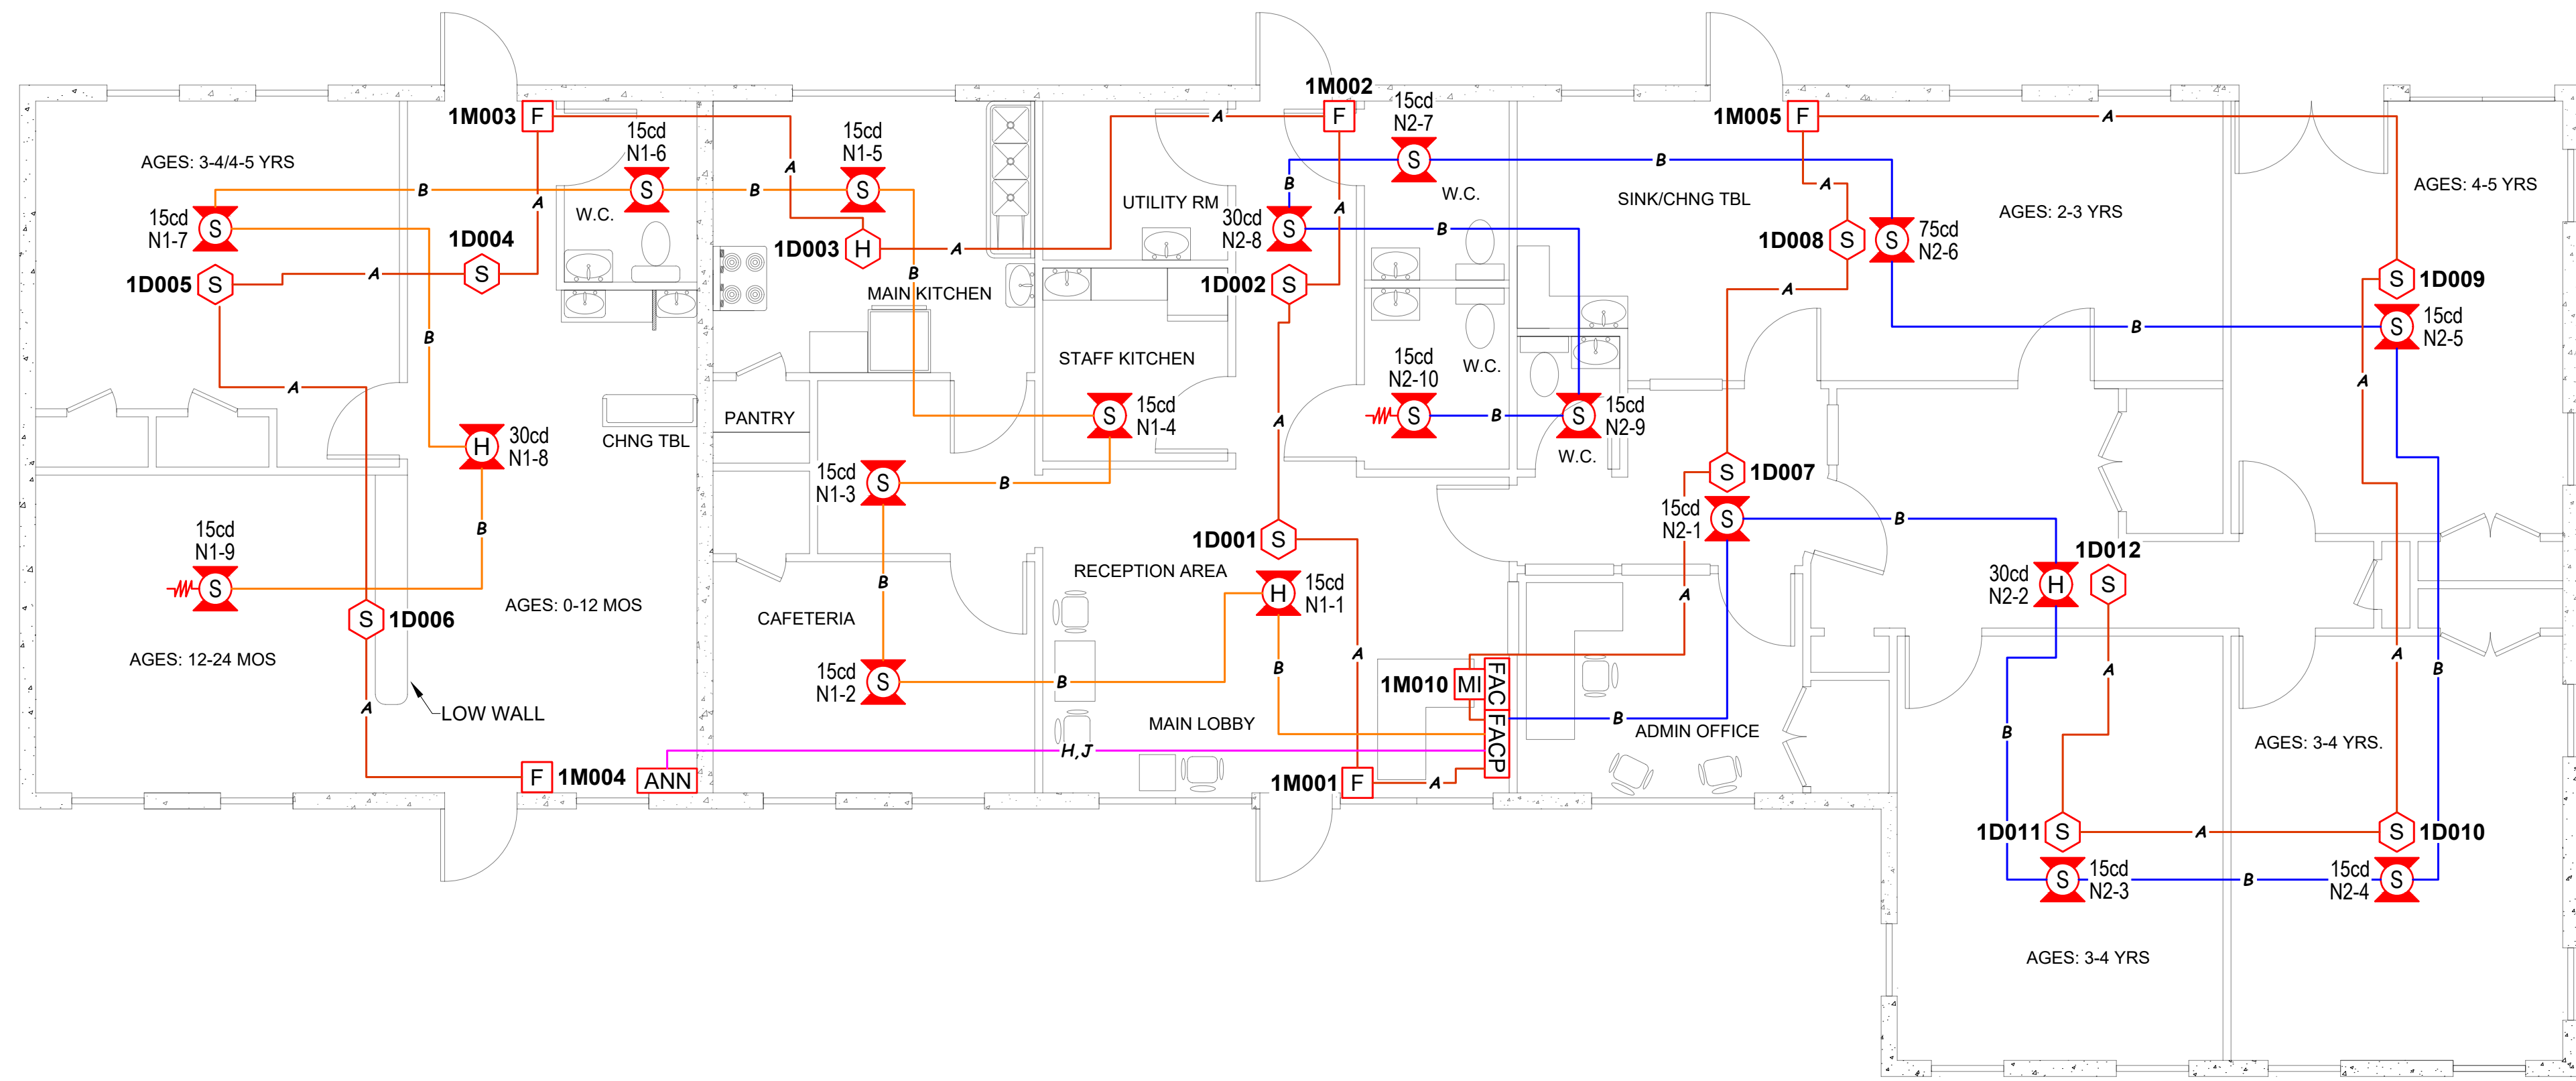 1M003
F
1M002
F
15cd
N2-7
S
1M005
F
A
A
15cd
N1-6
S
15cd
N1-5
S
AGES: 3-4/4-5 YRS
A
B
B
B
B
A
A
A
W.C.
UTILITY RM
W.C.
SINK/CHNG TBL
AGES: 2-3 YRS
AGES: 4-5 YRS
15cd
N1-7
S
1D004
S
A
1D003
H
A
B
30cd
N2-8
S
B
1D008
S
75cd
N2-6
S
1D005
S
A
MAIN KITCHEN
1D002
S
A
1D009
S
B
STAFF KITCHEN
W.C.
B
15cd
N2-5
S
A
A
15cd
N2-10
S
B
15cd
N2-9
S
W.C.
PANTRY
15cd
N1-4
S
A
30cd
N1-8
H
CHNG TBL
15cd
N1-3
S
B
1D007
S
B
15cd
N2-1
S
B
15cd
N1-9
S
1D001
S
1D012
S
B
RECEPTION AREA
15cd
N1-1
H
A
30cd
N2-2
H
AGES: 0-12 MOS
1D006
S
CAFETERIA
AGES: 12-24 MOS
B
A
A
B
A
15cd
N1-2
S
B
1M010
MI
FAC
A
LOW WALL
MAIN LOBBY
FACP
B
ADMIN OFFICE
B
AGES: 3-4 YRS.
H,J
F
1M004
ANN
1M001
F
A
1D011
S
A
S
1D010
S
15cd
N2-3
B
15cd
N2-4
S
AGES: 3-4 YRS